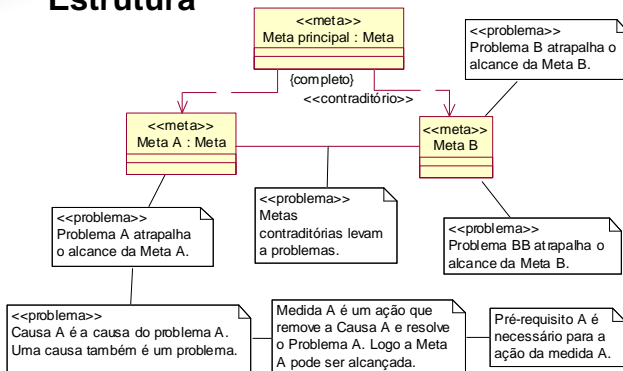 Estrutura
<<meta>>
Meta principal : Meta
<<problema>>
Problema B atrapalha o
alcance da Meta B.
{completo}
<<contraditório>>
<<meta>>
Meta A : Meta
<<meta>>
Meta B
<<problema>>
Metas
contraditórias levam
a problemas.
<<problema>>
Problema A atrapalha
o alcance da Meta A.
<<problema>>
Problema BB atrapalha o
alcance da Meta B.
<<problema>>
Causa A é a causa do problema A.
Uma causa também é um problema.
Medida A é um ação que
remove a Causa A e resolve
o Problema A. Logo a Meta
A pode ser alcançada.
Pré-requisito A é
necessário para a
ação da medida A.